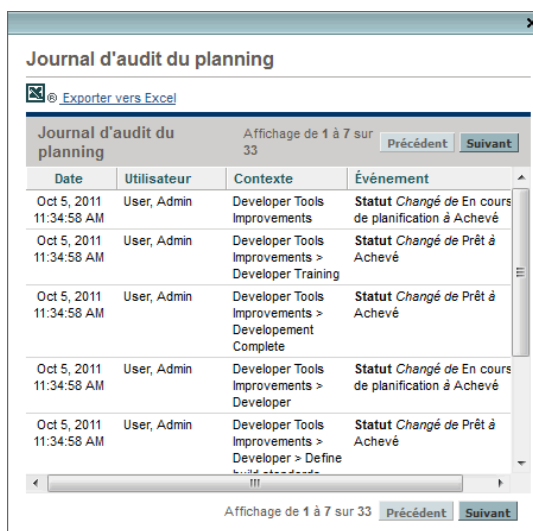 Journal d'audit du planning
® Exporter vers Excel
Journal d'audit du planning
Affichage de 1 à 7 sur 33
Précédent Suivant
Date Utilisateur Contexte Événement
Oct 5, 2011 User, Admin Developer Tools Statut Changé de En cours
11:34:58 AM Improvements de planification à Achevé
Oct 5, 2011 User, Admin Developer Tools Statut Changé de Prêt à
11:34:58 AM Improvements > Achevé
Developer Training
Oct 5, 2011 User, Admin Developer Tools Statut Changé de Prêt à
11:34:58 AM Improvements > Achevé
Developement
Complete
Oct 5, 2011 User, Admin Developer Tools Statut Changé de En cours
11:34:58 AM Improvements > de planification à Achevé
Developer
Oct 5, 2011 User, Admin Developer Tools Statut Changé de Prêt à
11:34:58 AM Improvements > Achevé
Developer > Define
build standards
Affichage de 1 à 7 sur 33 Précédent Suivant